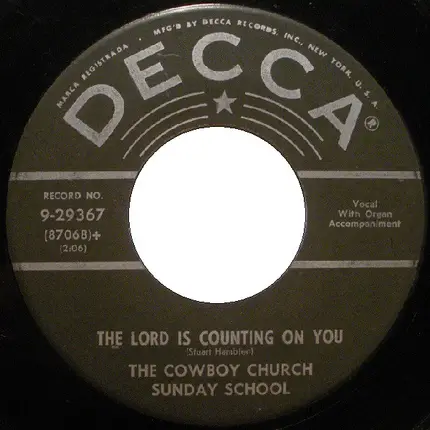 MARCA REGISTRADA • MFG'D BY DECCA RECORDS, INC., NEW YORK, U.S.A.
DECCA
RECORD NO.
9-29367
(87068)+
(2:06)
Vocal
With Organ
Accompaniment
THE LORD IS COUNTING ON YOU
(Stuart Hamblen)
THE COWBOY CHURCH
SUNDAY SCHOOL